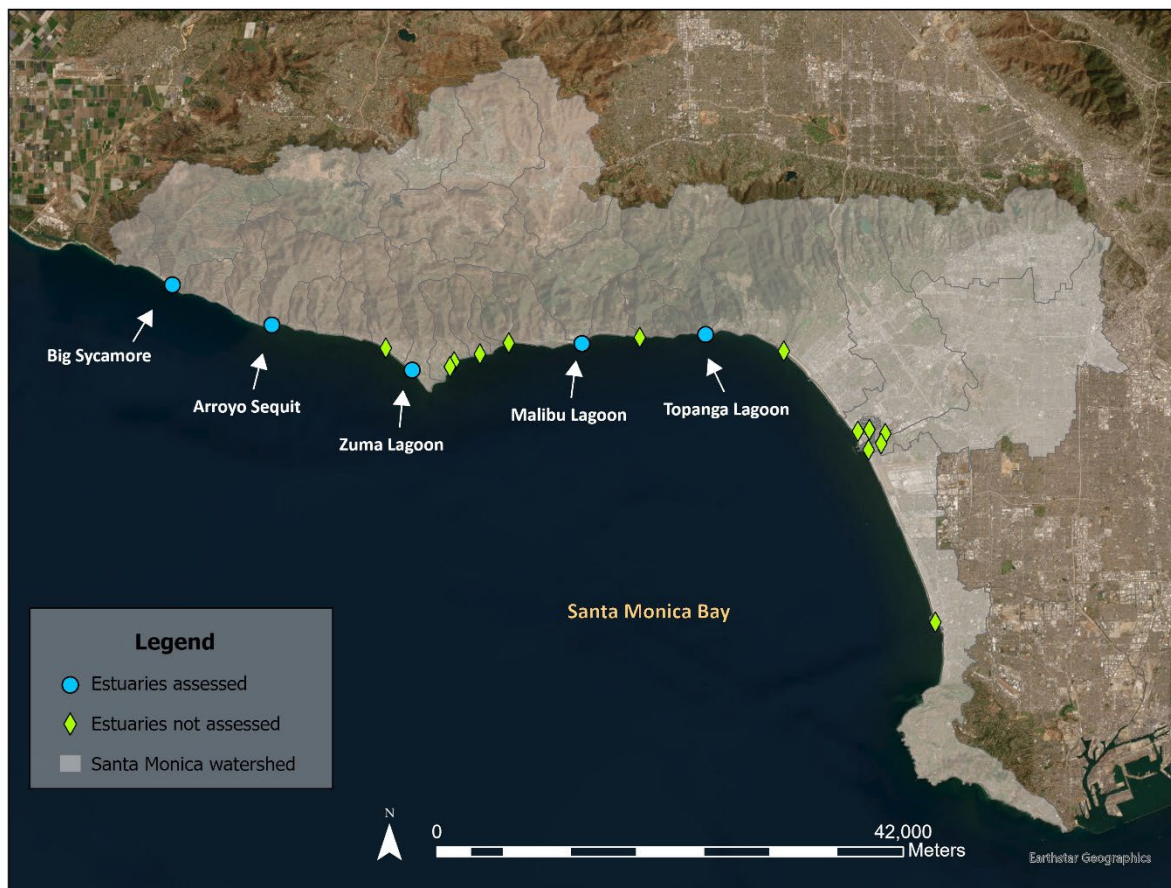 Big Sycamore
Arroyo Sequit
Zuma Lagoon
Malibu Lagoon
Topanga Lagoon
Santa Monica Bay
Legend
Estuaries assessed
Estuaries not assessed
Santa Monica watershed
N
0
42,000
Meters
Earthstar Geographics